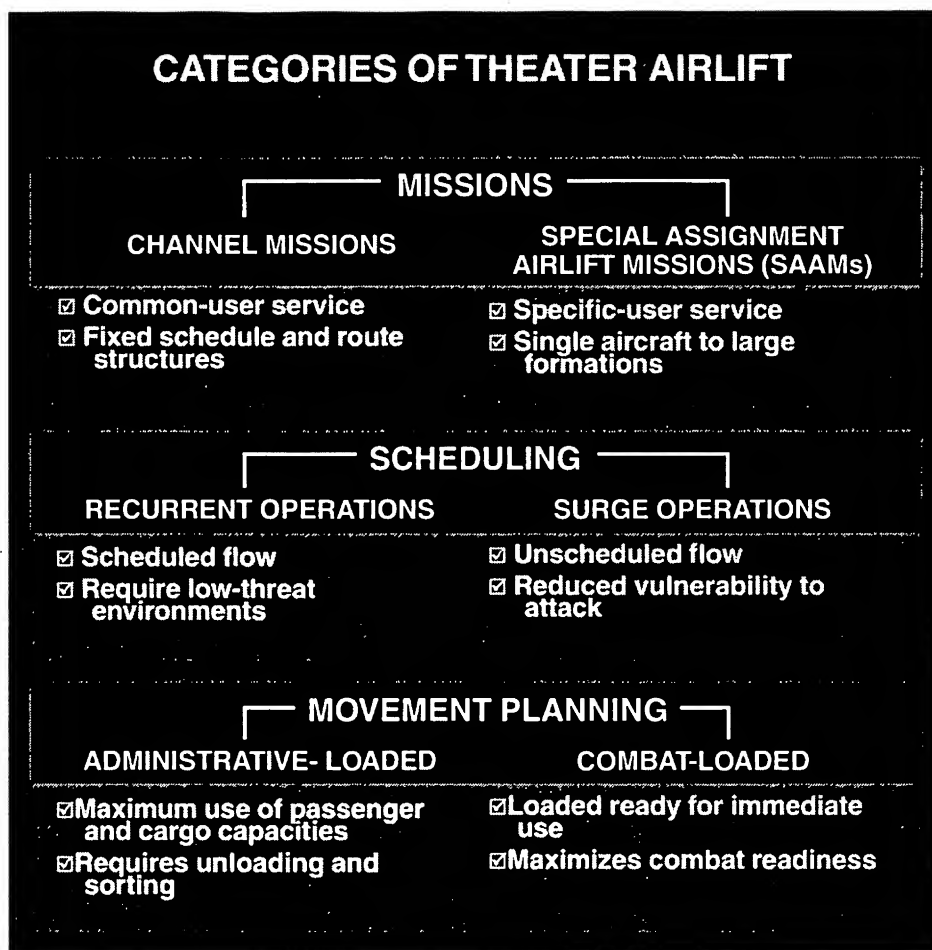 CATEGORIES OF THEATER AIRLIFT
MISSIONS
CHANNEL MISSIONS
☑ Common-user service
☑ Fixed schedule and route
structures
SPECIAL ASSIGNMENT
AIRLIFT MISSIONS (SAAMs)
☑ Specific-user service
☑ Single aircraft to large
formations
SCHEDULING
RECURRENT OPERATIONS
☑ Scheduled flow
☑ Require low-threat
environments
SURGE OPERATIONS
☑ Unscheduled flow
☑ Reduced vulnerability to
attack
MOVEMENT PLANNING
ADMINISTRATIVE- LOADED
☑Maximum use of passenger
and cargo capacities
☑Requires unloading and
sorting
COMBAT-LOADED
☑Loaded ready for immediate
use
☑Maximizes combat readiness